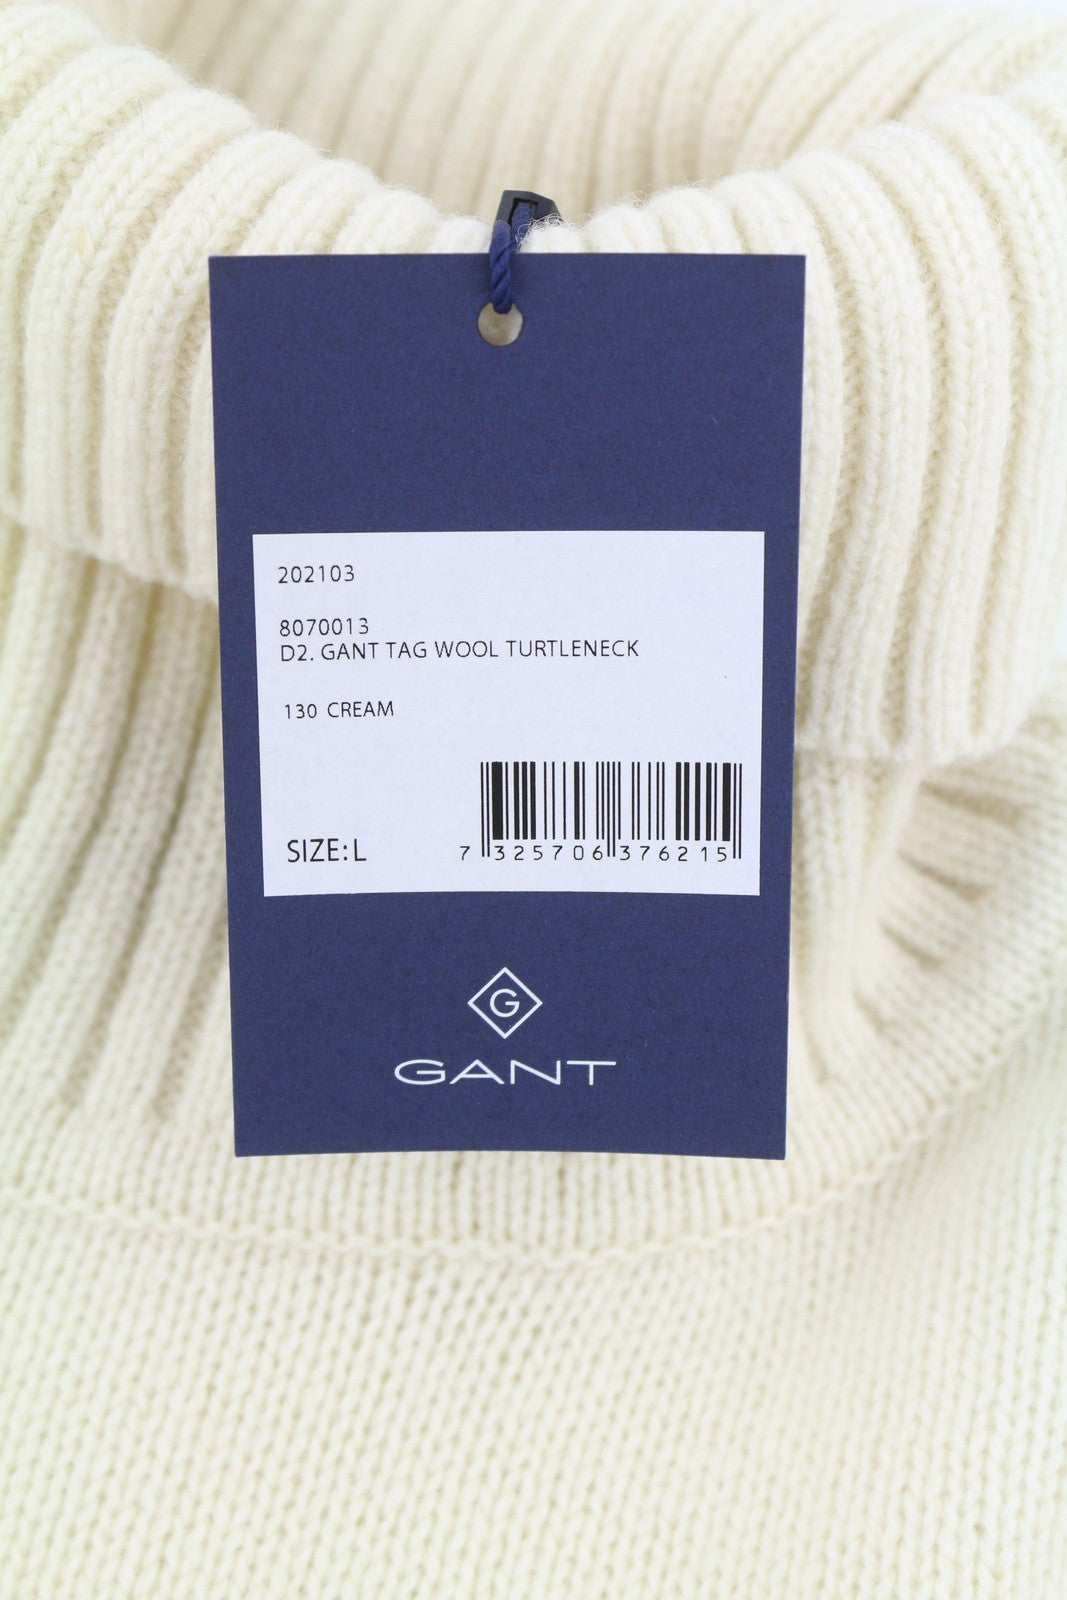 202103
8070013
D2. GANT TAG WOOL TURTLENECK
130 CREAM
SIZE: L
7 325706 376215
G
GANT